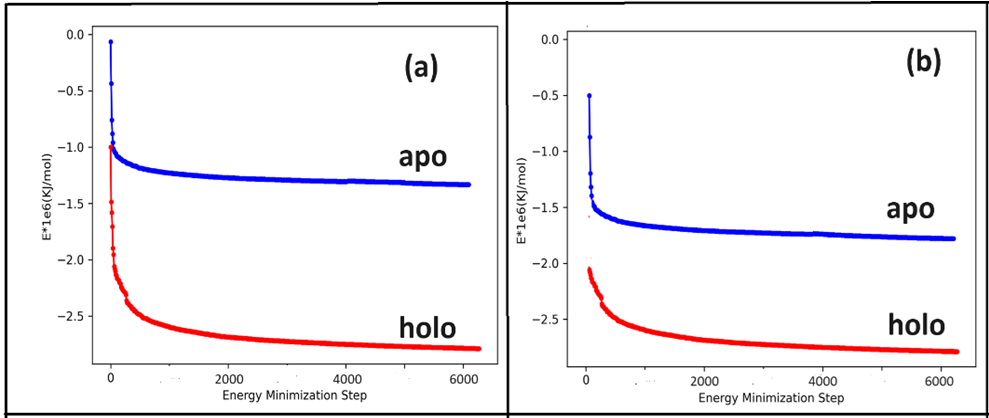 (a)
0.0
−0.5
−1.0
−1.5
−2.0
−2.5
E*1e6(KJ/mol)
apo
holo
0 2000 4000 6000
Energy Minimization Step
(b)
0.0
−0.5
−1.0
−1.5
−2.0
−2.5
E*1e6(KJ/mol)
apo
holo
0 2000 4000 6000
Energy Minimization Step